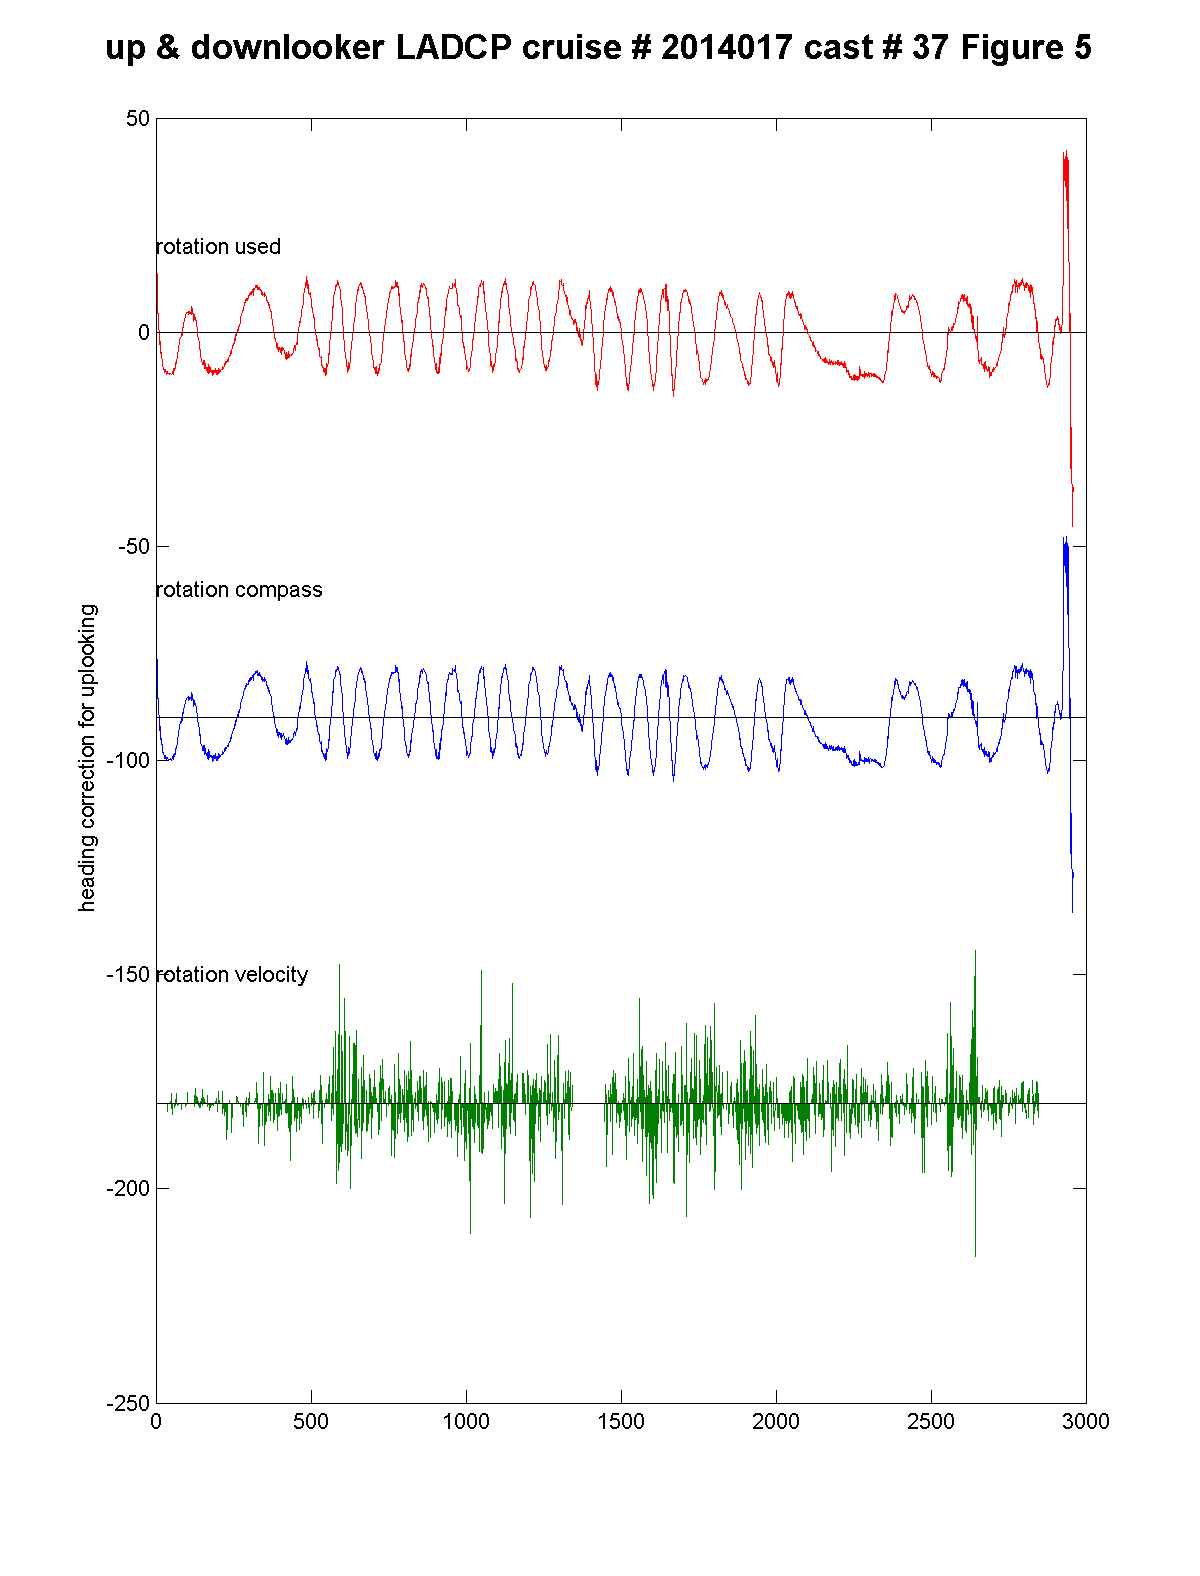 up & downlooker LADCP cruise # 2014017 cast # 37 Figure 5
50
rotation used
0
-50
rotation compass
heading correction for uplooking
-100
-150
rotation velocity
-200
-250
0 500 1000 1500 2000 2500 3000